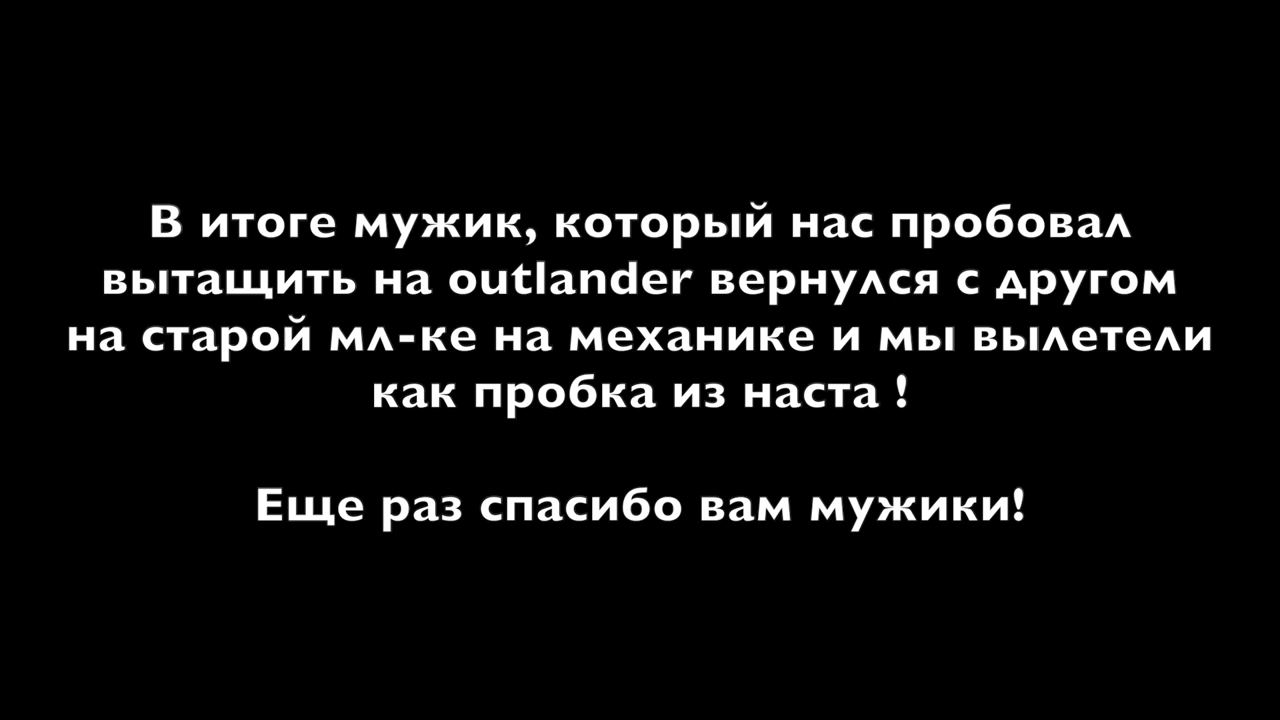 В итоге мужик, который нас пробовал
вытащить на outlander вернулся с другом
на старой мл-ке на механике и мы вылетели
как пробка из наста !
Еще раз спасибо вам мужики!